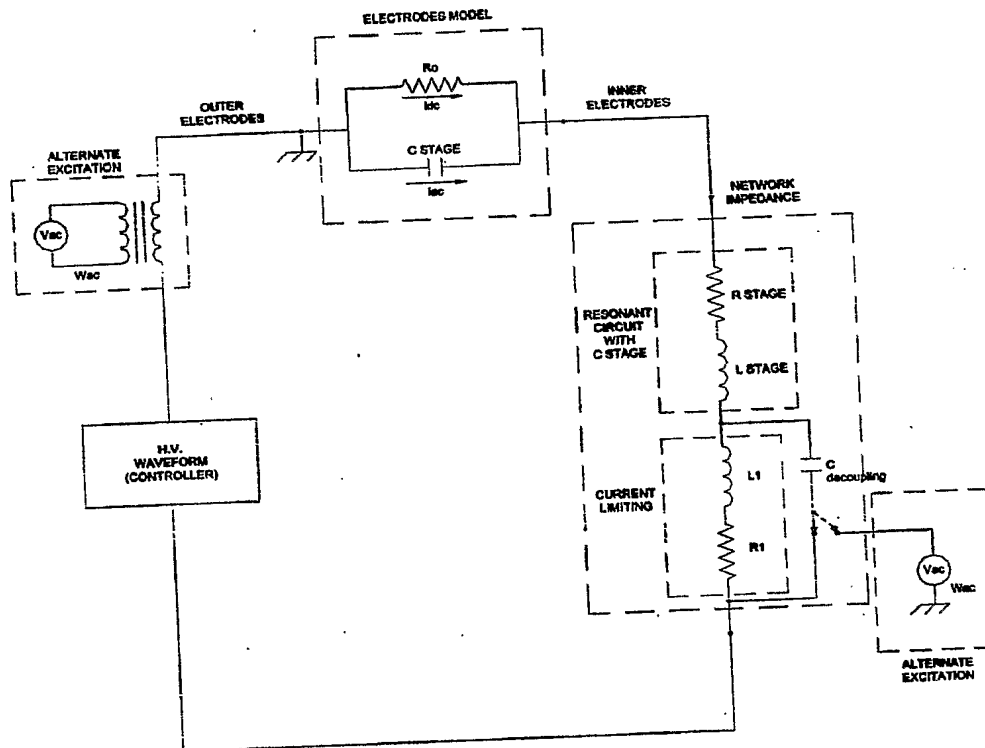 ELECTRODES MODEL
Ro
Idc
C STAGE
Iac
OUTER
ELECTRODES
INNER
ELECTRODES
ALTERNATE
EXCITATION
Vac
Wac
NETWORK
IMPEDANCE
RESONANT
CIRCUIT
WITH
C STAGE
R STAGE
L STAGE
H.V.
WAVEFORM
(CONTROLLER)
CURRENT
LIMITING
L1
R1
C
decoupling
Vac
Wac
ALTERNATE
EXCITATION